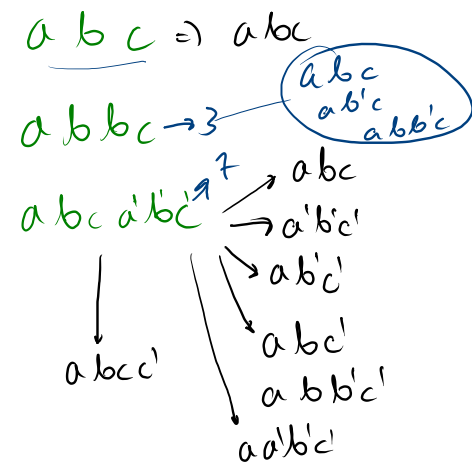 a b c ⇒ abc
abc
ab'c
abb'c
a b b c → 3
7
a b c a' b' c'
abc
a'b'c'
ab'c'
abc'
abcc'
abb'c'
aa'b'c'